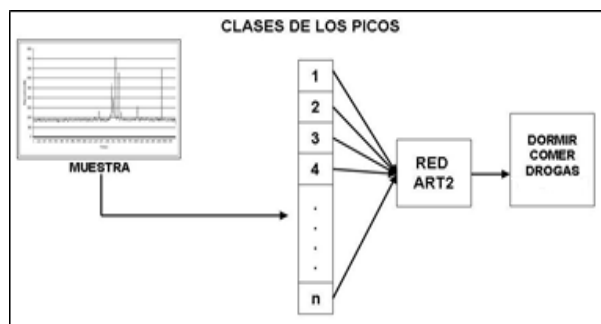 CLASES DE LOS PICOS
MUESTRA
1
2
3
4
.
.
.
.
n
RED
ART2
DORMIR
COMER
DROGAS